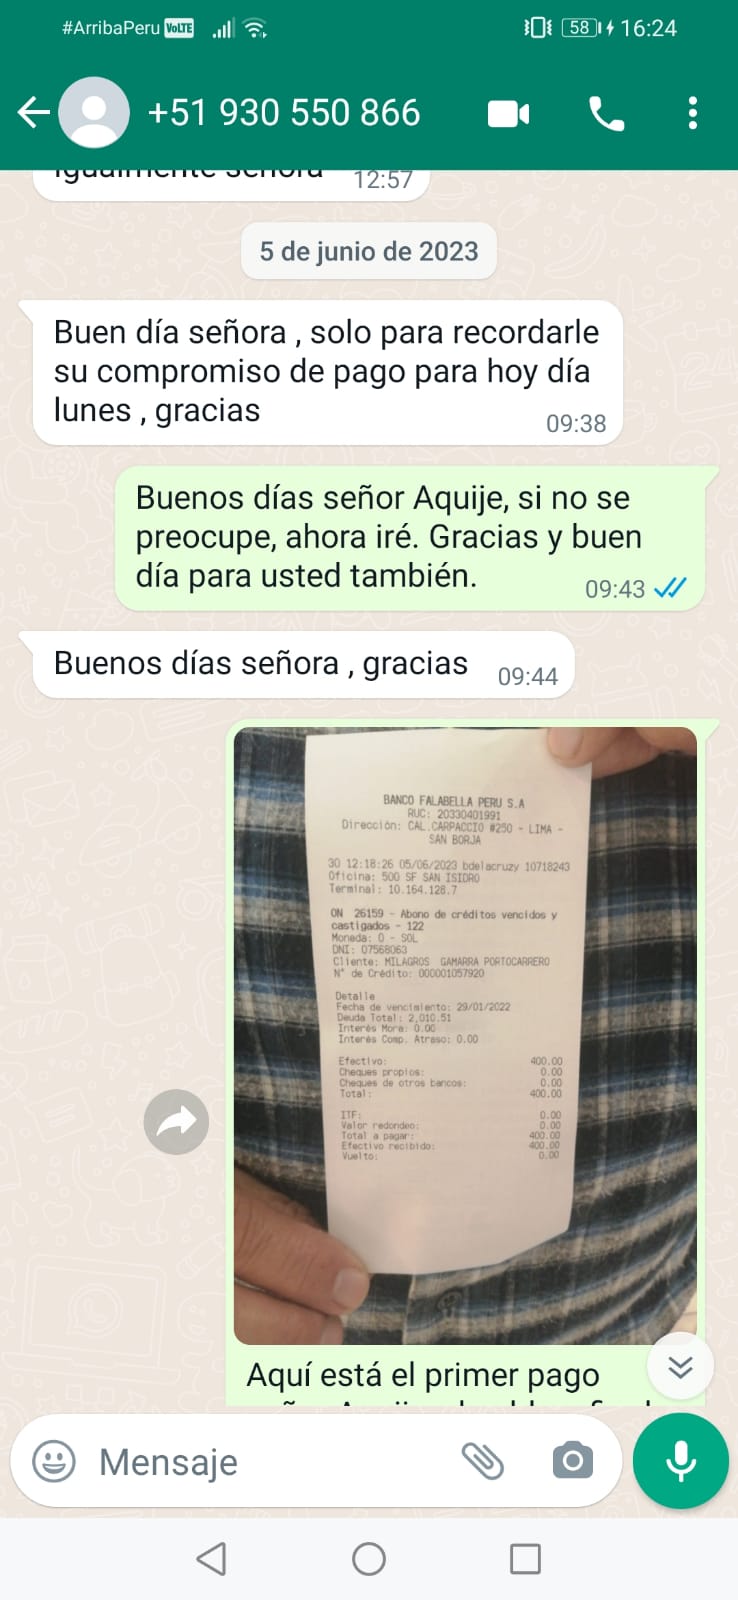 #ArribaPeru VoLTE 58 16:24
+51 930 550 866
Igualmente señora 12:57
5 de junio de 2023
Buen día señora , solo para recordarle
su compromiso de pago para hoy día
lunes , gracias
09:38
Buenos días señor Aquije, si no se
preocupe, ahora iré. Gracias y buen
día para usted también.
09:43
Buenos días señora , gracias 09:44
BANCO FALABELLA PERU S.A
RUC: 20330401991
Dirección: CAL.CARPACCIO #250 - LIMA -
SAN BORJA
30 12:18:26 05/06/2023 bdelacruzy 10718243
Oficina: 500 SF SAN ISIDRO
Terminal: 10.164.128.7
ON 26159 - Abono de créditos vencidos y
castigados - 122
Moneda: 0 - SOL
DNI: 07568063
Cliente: MILAGROS GAMARRA PORTOCARRERO
N° de Crédito: 000001057920
Detalle
Fecha de vencimiento: 29/01/2022
Deuda Total: 2,010.51
Interés Mora: 0.00
Interés Comp. Atraso: 0.00
Efectivo: 400.00
Cheques propios: 0.00
Cheques de otros bancos: 0.00
Total: 400.00
ITF: 0.00
Valor redondeo: 0.00
Total a pagar: 400.00
Efectivo recibido: 400.00
Vuelto: 0.00
Aquí está el primer pago
Mensaje